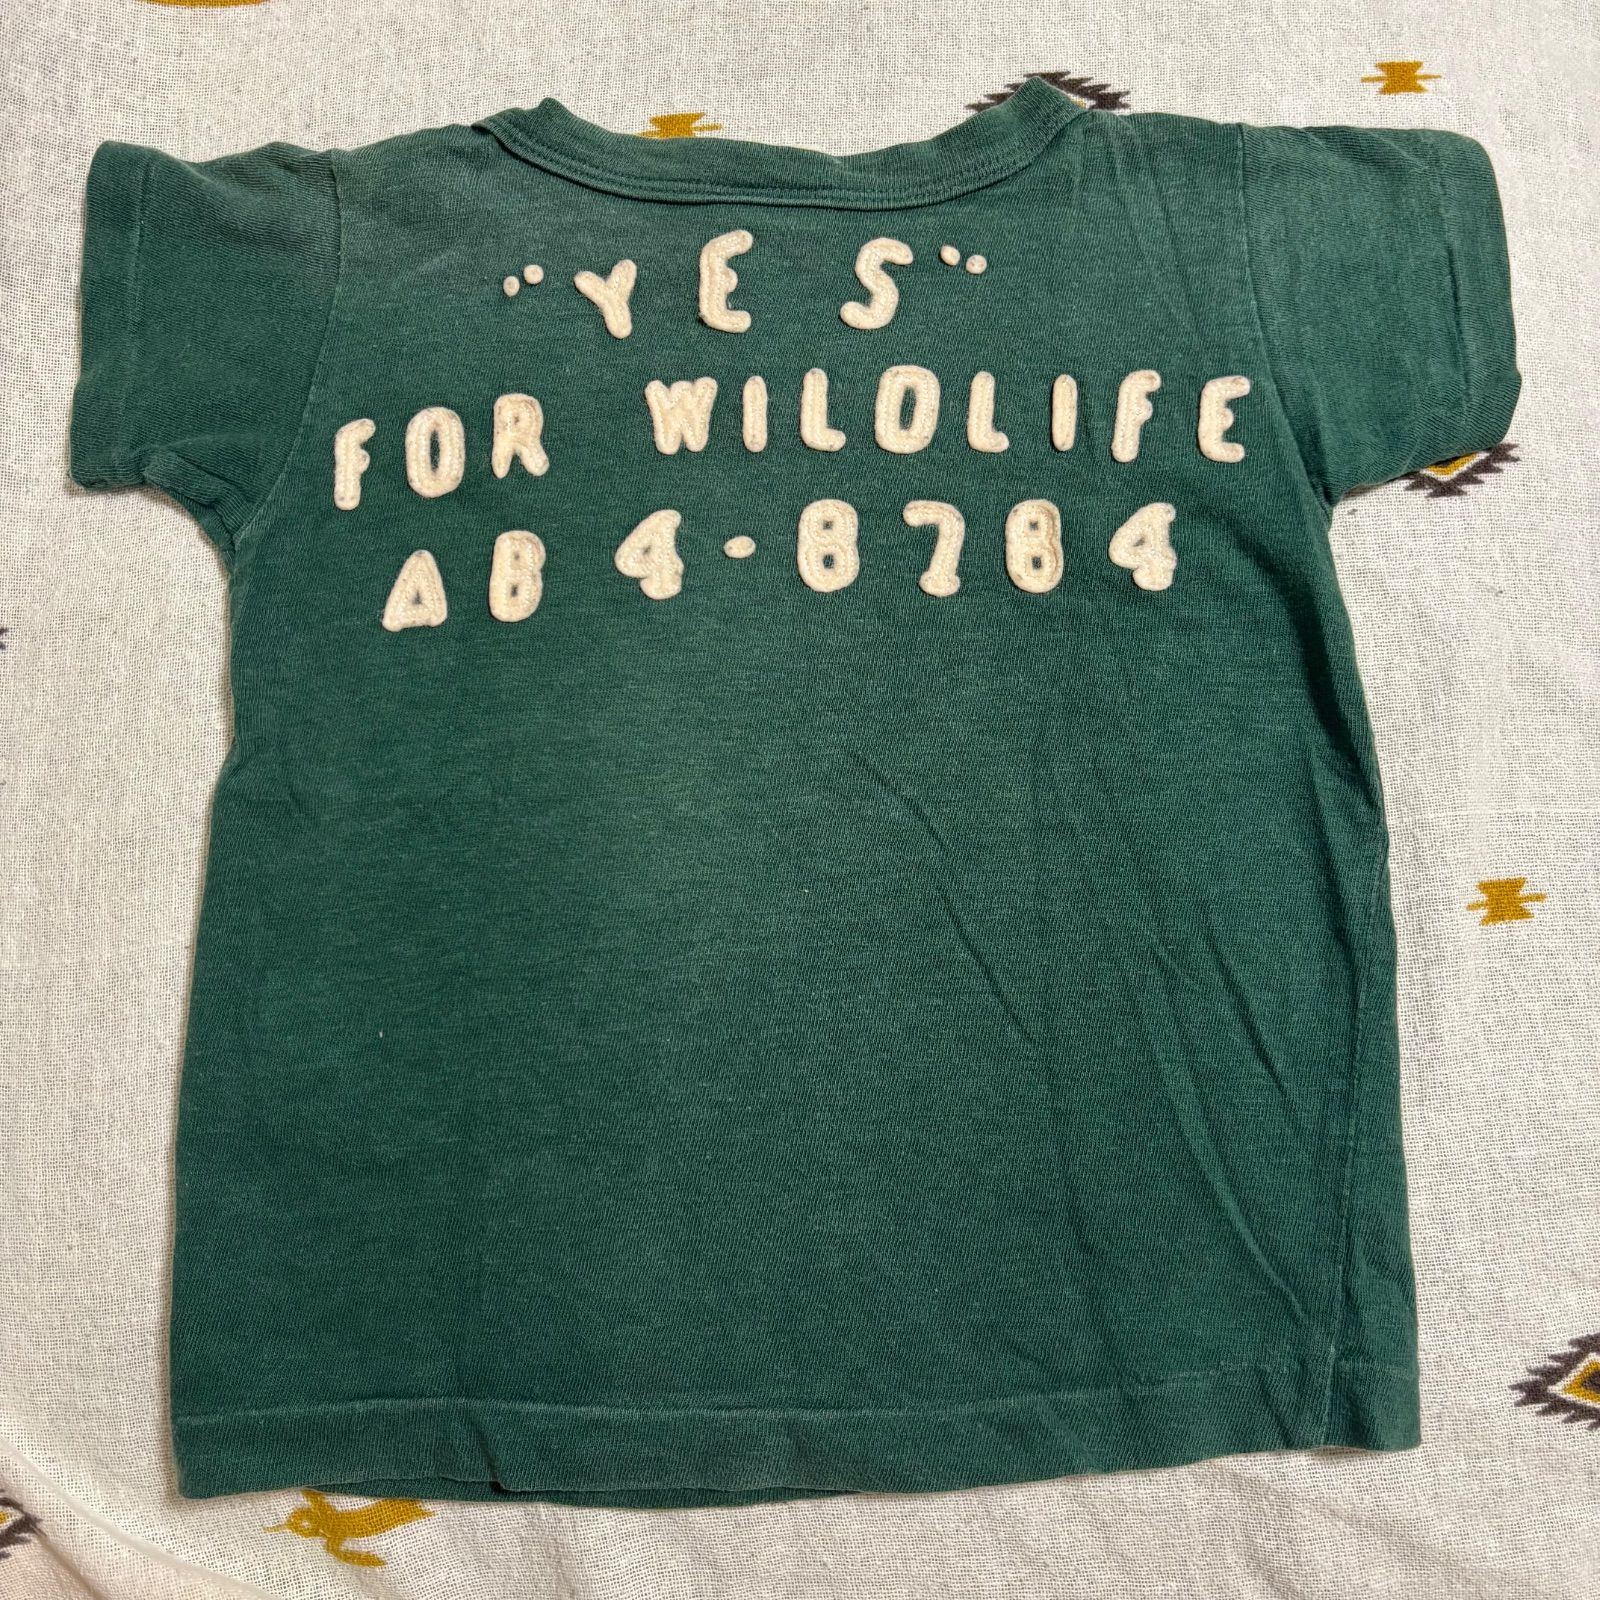 "YES"
FOR WILDLIFE
AB 4-8784